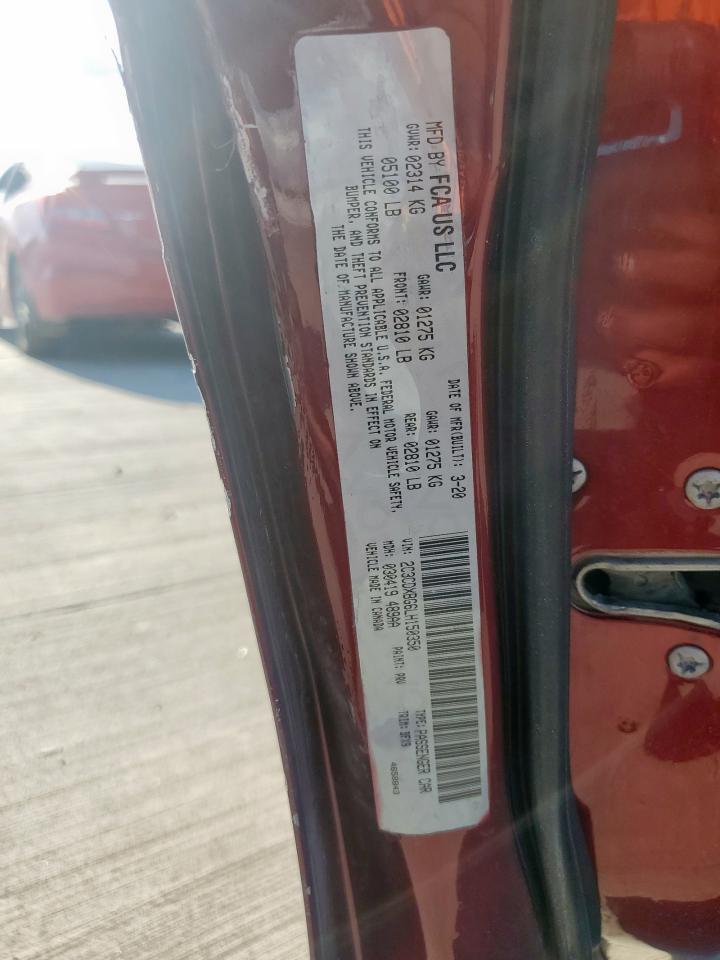 MFD BY FCA US LLC
DATE OF MFR(BUILT): 3-20
GVWR: 02314 KG GAWR: 01275 KG GAWR: 01275 KG
05100 LB FRONT: 02810 LB REAR: 02810 LB
THIS VEHICLE CONFORMS TO ALL APPLICABLE U.S.A. FEDERAL MOTOR VEHICLE SAFETY,
BUMPER, AND THEFT PREVENTION STANDARDS IN EFFECT ON
THE DATE OF MANUFACTURE SHOWN ABOVE.
VIN: 2C3CDXBG6LH150350 TYPE: PASSENGER CAR
MDH: 030419 489AA PAINT: PRV TRIM:
VEHICLE MADE IN CANADA 4658843